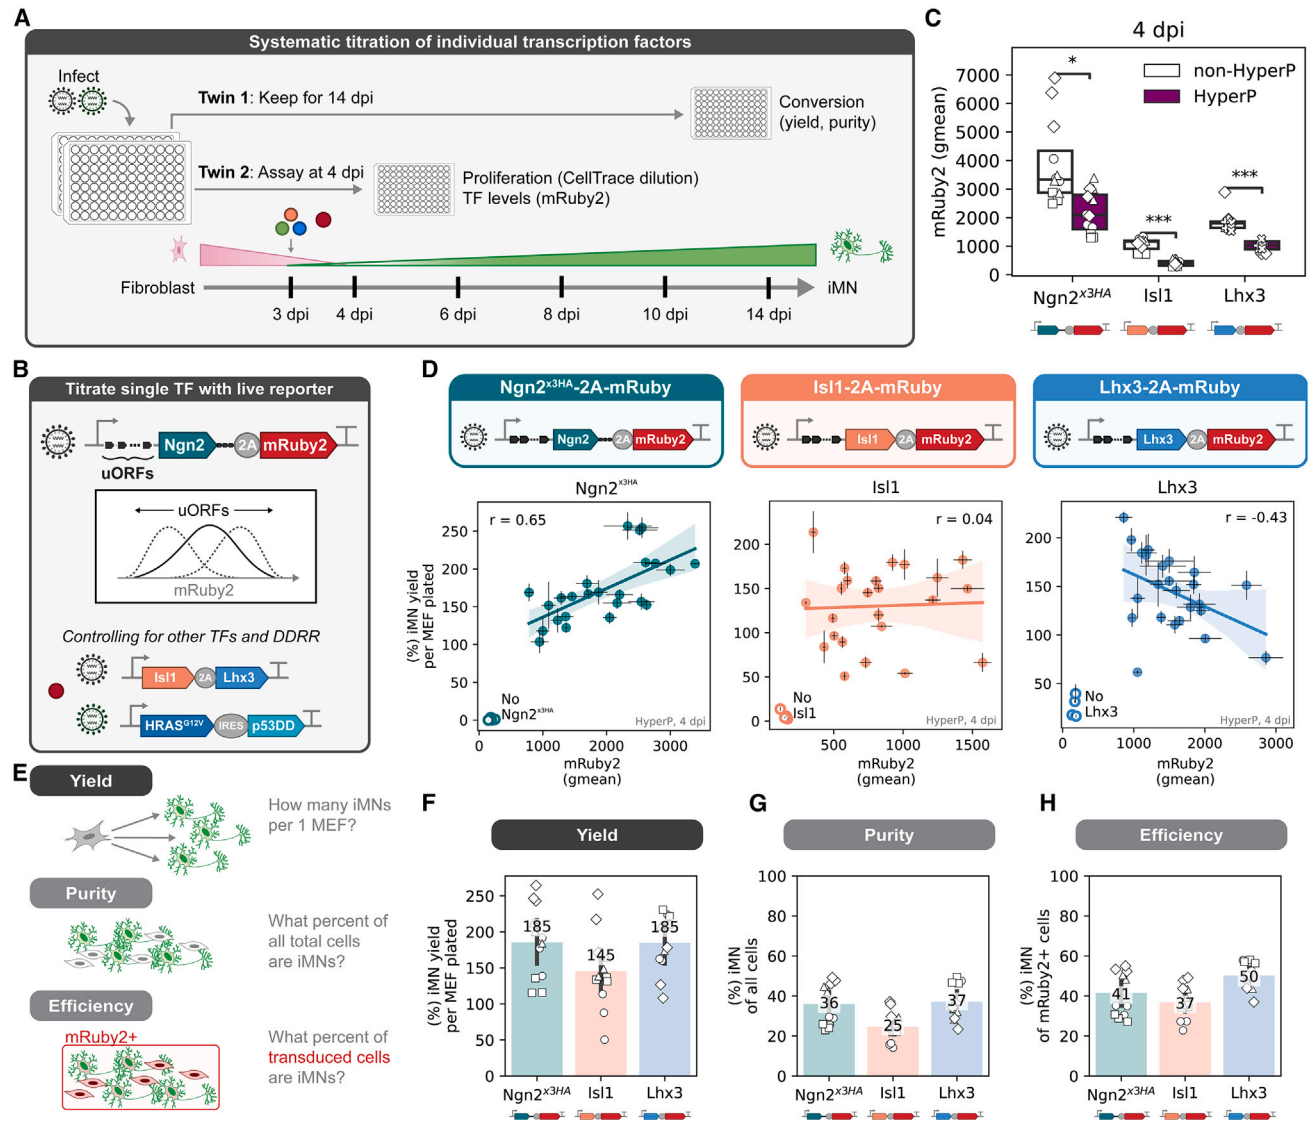 A
Systematic titration of individual transcription factors
Infect
Twin 1: Keep for 14 dpi
Conversion
(yield, purity)
Twin 2: Assay at 4 dpi
Proliferation (CellTrace dilution)
TF levels (mRuby2)
Fibroblast
iMN
3 dpi 4 dpi 6 dpi 8 dpi 10 dpi 14 dpi
C
4 dpi
mRuby2 (gmean)
7000
6000
5000
4000
3000
2000
1000
0
non-HyperP
HyperP
*
***
***
Ngn2x3HA Isl1 Lhx3
B
Titrate single TF with live reporter
Ngn2 2A mRuby2
uORFs
uORFs
mRuby2
Controlling for other TFs and DDRR
Isl1 2A Lhx3
HRASG12V IRES p53DD
D
Ngn2x3HA-2A-mRuby
Ngn2 2A mRuby2
Ngn2x3HA
r = 0.65
(%) iMN yield
per MEF plated
250
200
150
100
50
0
No
Ngn2x3HA
HyperP, 4 dpi
0 1000 2000 3000
mRuby2
(gmean)
Isl1-2A-mRuby
Isl1 2A mRuby2
Isl1
r = 0.04
200
150
100
50
0
No
Isl1
HyperP, 4 dpi
500 1000 1500
mRuby2
(gmean)
Lhx3-2A-mRuby
Lhx3 2A mRuby2
Lhx3
r = -0.43
200
150
100
50
No
Lhx3
HyperP, 4 dpi
0 1000 2000 3000
mRuby2
(gmean)
E
Yield
How many iMNs
per 1 MEF?
Purity
What percent of
all total cells
are iMNs?
Efficiency
mRuby2+
What percent of
transduced cells
are iMNs?
F
Yield
(%) iMN yield
per MEF plated
250
200
150
100
50
0
185 145 185
Ngn2x3HA Isl1 Lhx3
G
Purity
(%) iMN
of all cells
100
80
60
40
20
0
36 25 37
Ngn2x3HA Isl1 Lhx3
H
Efficiency
(%) iMN
of mRuby2+ cells
100
80
60
40
20
0
41 37 50
Ngn2x3HA Isl1 Lhx3